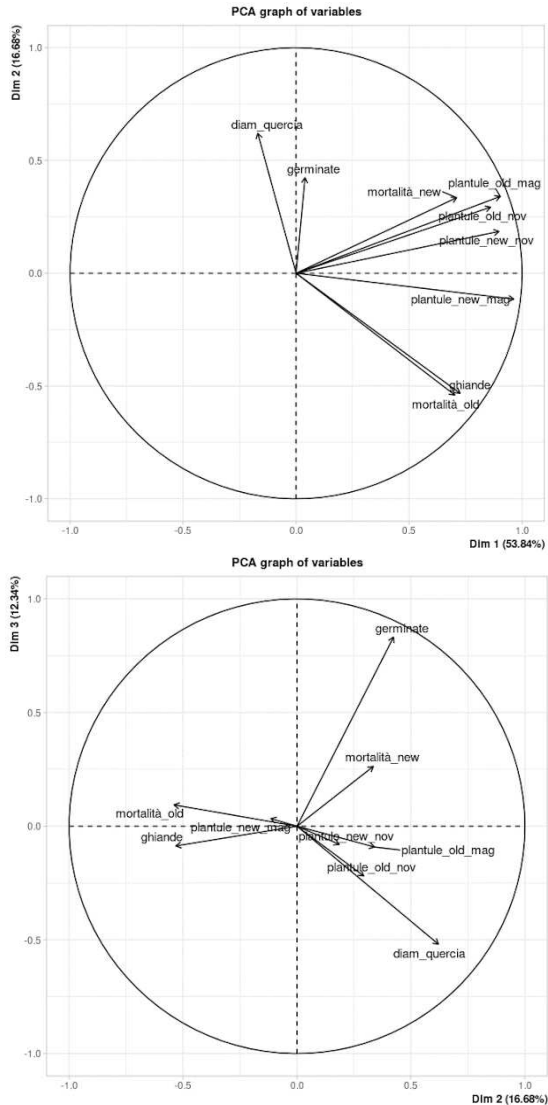 PCA graph of variables
Dim 2 (16.68%)
1.0
0.5
0.0
-0.5
-1.0
diam_quercia
germinate
mortalità_new
plantule_old_mag
plantule_old_nov
plantule_new_nov
plantule_new_mag
ghiande
mortalità_old
-1.0 -0.5 0.0 0.5 1.0
Dim 1 (53.84%)
PCA graph of variables
Dim 3 (12.34%)
1.0
0.5
0.0
-0.5
-1.0
germinate
mortalità_new
mortalità_old
plantule_new_mag
ghiande
plantule_new_nov
plantule_old_mag
plantule_old_nov
diam_quercia
-1.0 -0.5 0.0 0.5 1.0
Dim 2 (16.68%)